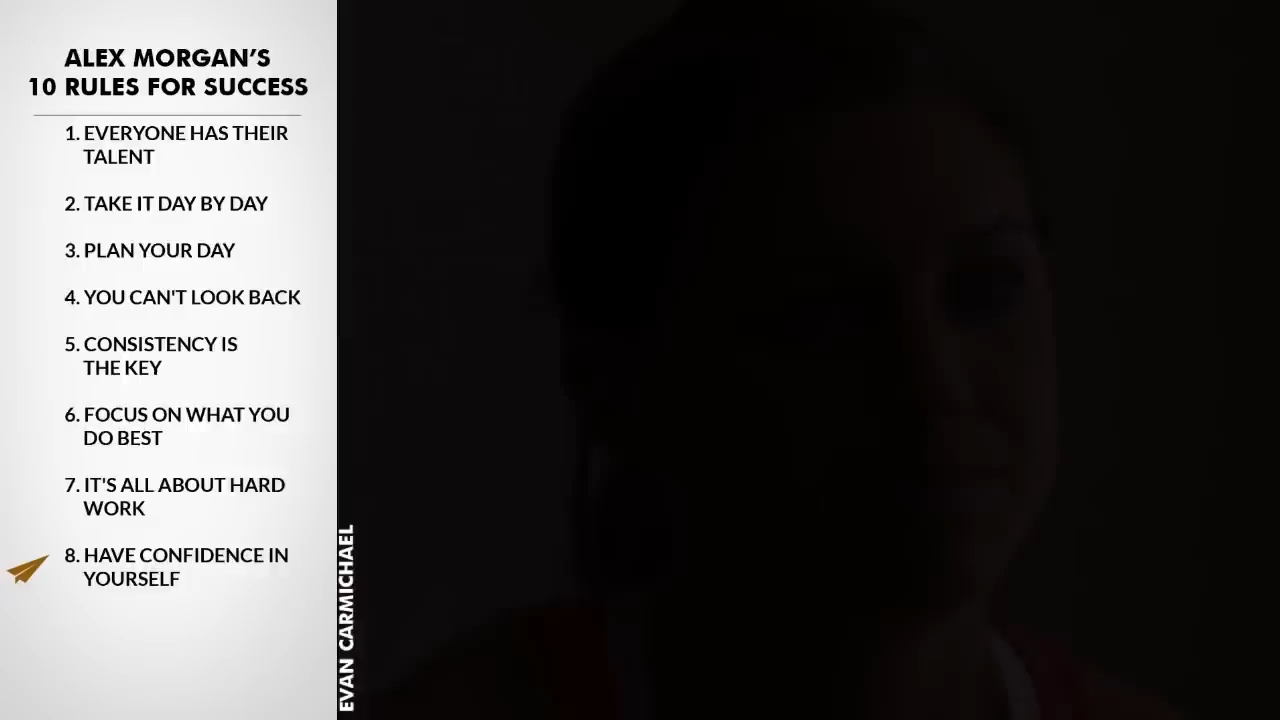 ALEX MORGAN'S
10 RULES FOR SUCCESS
1. EVERYONE HAS THEIR
TALENT
2. TAKE IT DAY BY DAY
3. PLAN YOUR DAY
4. YOU CAN'T LOOK BACK
5. CONSISTENCY IS
THE KEY
6. FOCUS ON WHAT YOU
DO BEST
7. IT'S ALL ABOUT HARD
WORK
8. HAVE CONFIDENCE IN
YOURSELF
EVAN CARMICHAEL